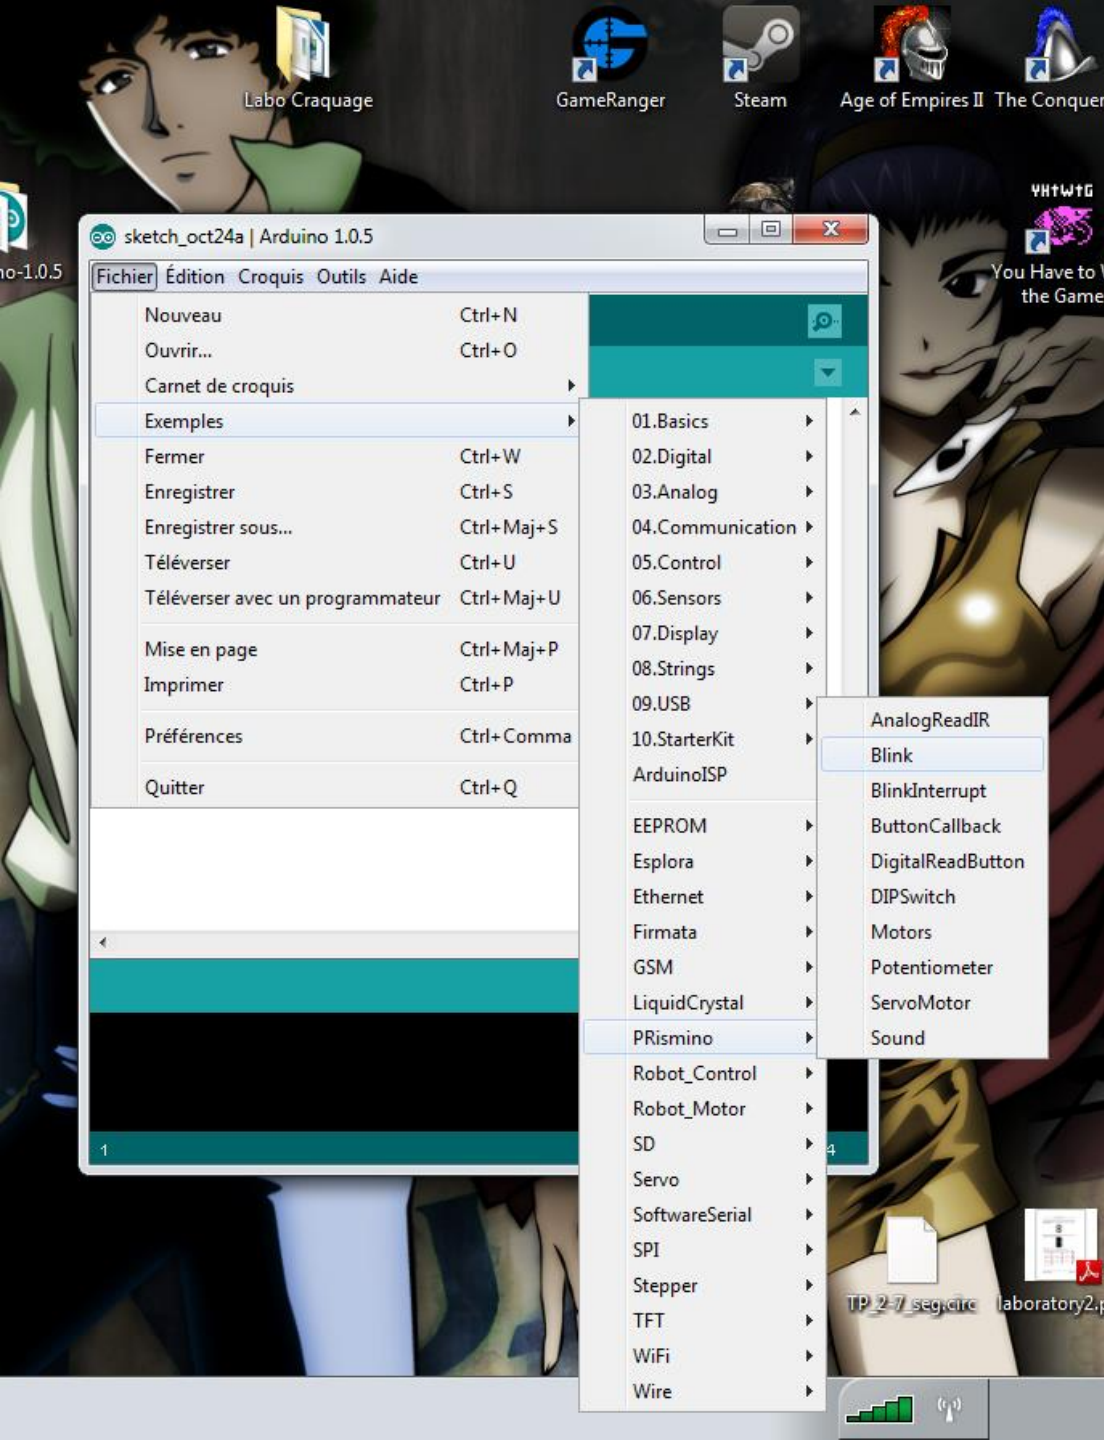 Labo Craquage
GameRanger
Steam
Age of Empires II
The Conquer
YHtWtG
You Have to
the Game
no-1.0.5
sketch_oct24a | Arduino 1.0.5
Fichier Édition Croquis Outils Aide
Nouveau Ctrl+N
Ouvrir... Ctrl+O
Carnet de croquis
Exemples
Fermer Ctrl+W
Enregistrer Ctrl+S
Enregistrer sous... Ctrl+Maj+S
Téléverser Ctrl+U
Téléverser avec un programmateur Ctrl+Maj+U
Mise en page Ctrl+Maj+P
Imprimer Ctrl+P
Préférences Ctrl+Comma
Quitter Ctrl+Q
01.Basics
02.Digital
03.Analog
04.Communication
05.Control
06.Sensors
07.Display
08.Strings
09.USB
10.StarterKit
ArduinoISP
EEPROM
Esplora
Ethernet
Firmata
GSM
LiquidCrystal
PRismino
Robot_Control
Robot_Motor
SD
Servo
SoftwareSerial
SPI
Stepper
TFT
WiFi
Wire
AnalogReadIR
Blink
BlinkInterrupt
ButtonCallback
DigitalReadButton
DIPSwitch
Motors
Potentiometer
ServoMotor
Sound
1
4
TP_2-7_seg.circ
laboratory2.p